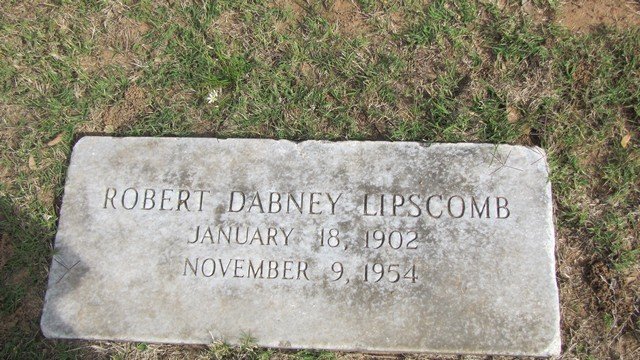 ROBERT DABNEY LIPSCOMB
JANUARY 18, 1902
NOVEMBER 9, 1954